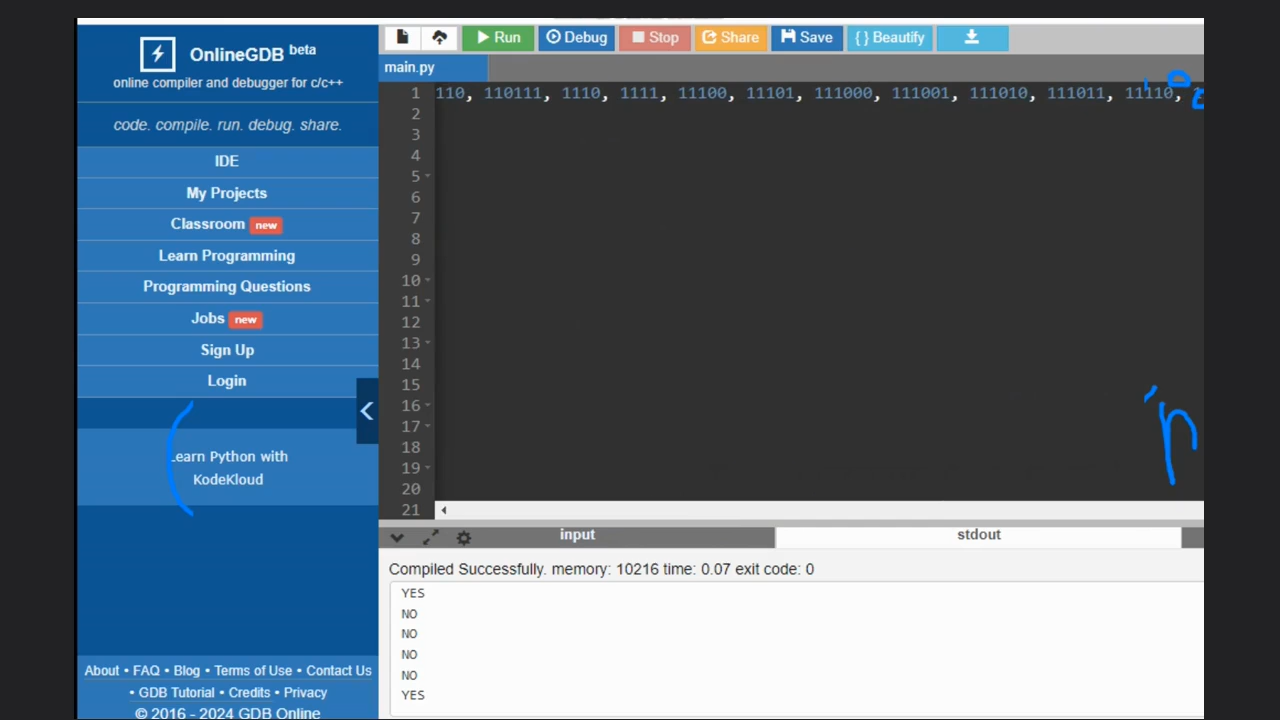 OnlineGDB beta
online compiler and debugger for c/c++
code. compile. run. debug. share.
IDE
My Projects
Classroom new
Learn Programming
Programming Questions
Jobs new
Sign Up
Login
Learn Python with
KodeKloud
About • FAQ • Blog • Terms of Use • Contact Us
• GDB Tutorial • Credits • Privacy
© 2016 - 2024 GDB Online
Run Debug Stop Share Save { } Beautify
main.py
1 110, 110111, 1110, 1111, 11100, 11101, 111000, 111001, 111010, 111011, 11110,
2
3
4
5
6
7
8
9
10
11
12
13
14
15
16
17
18
19
20
21
input stdout
Compiled Successfully. memory: 10216 time: 0.07 exit code: 0
YES
NO
NO
NO
NO
YES